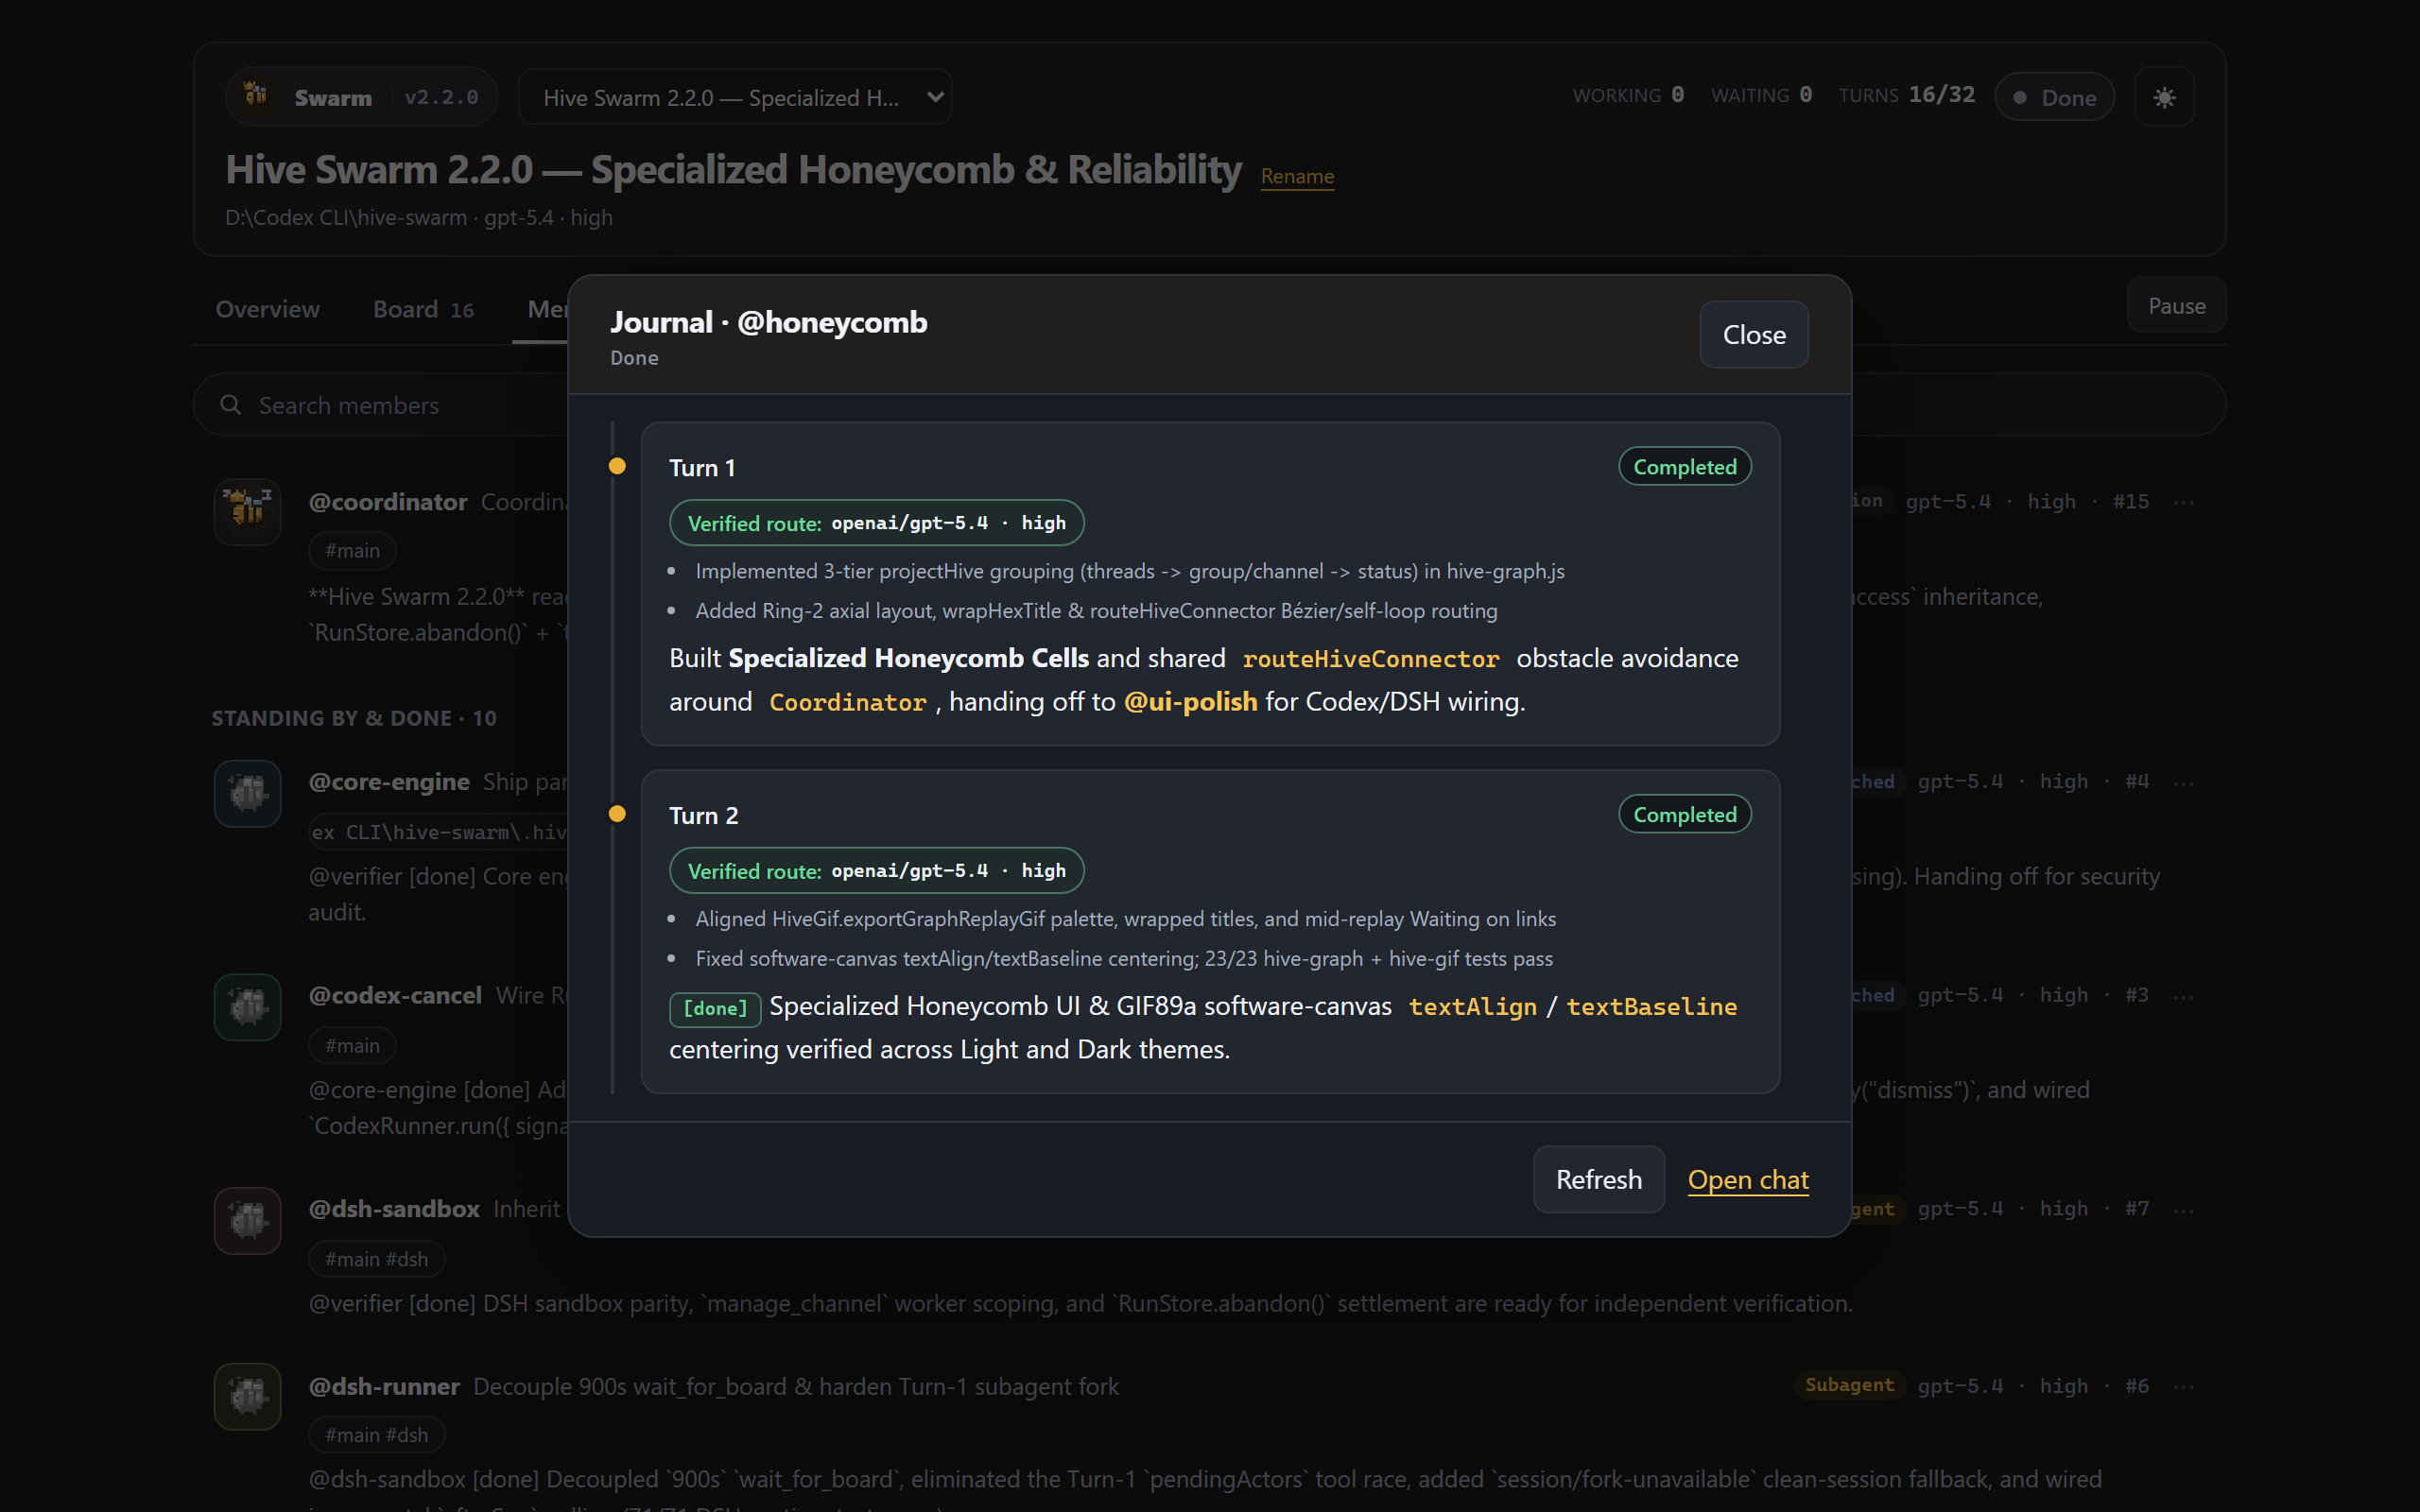 Swarm v2.2.0
Hive Swarm 2.2.0 — Specialized H...
WORKING 0 WAITING 0 TURNS 16/32 Done
Hive Swarm 2.2.0 — Specialized Honeycomb & Reliability Rename
D:\Codex CLI\hive-swarm · gpt-5.4 · high
Overview Board 16
Pause
Search members
Journal · @honeycomb
Done
Close
Turn 1
Completed
Verified route: openai/gpt-5.4 · high
• Implemented 3-tier projectHive grouping (threads -> group/channel -> status) in hive-graph.js
• Added Ring-2 axial layout, wrapHexTitle & routeHiveConnector Bézier/self-loop routing
Built Specialized Honeycomb Cells and shared routeHiveConnector obstacle avoidance
around Coordinator , handing off to @ui-polish for Codex/DSH wiring.
Turn 2
Completed
Verified route: openai/gpt-5.4 · high
• Aligned HiveGif.exportGraphReplayGif palette, wrapped titles, and mid-replay Waiting on links
• Fixed software-canvas textAlign/textBaseline centering; 23/23 hive-graph + hive-gif tests pass
[done] Specialized Honeycomb UI & GIF89a software-canvas textAlign / textBaseline
centering verified across Light and Dark themes.
Refresh Open chat
@coordinator
gpt-5.4 · high · #15 ...
#main
**Hive Swarm 2.2.0**
inheritance,
`RunStore.abandon()` +
STANDING BY & DONE · 10
@core-engine Ship
gpt-5.4 · high · #4 ...
ex CLI\hive-swarm\.hiv
@verifier [done] Core
Handing off for security
audit.
@codex-cancel Wire
gpt-5.4 · high · #3 ...
#main
@core-engine [done]
y("dismiss")`, and wired
`CodexRunner.run({
@dsh-sandbox Inherit
gpt-5.4 · high · #7 ...
#main #dsh
@verifier [done] DSH sandbox parity, `manage_channel` worker scoping, and `RunStore.abandon()` settlement are ready for independent verification.
@dsh-runner Decouple 900s wait_for_board & harden Turn-1 subagent fork
Subagent gpt-5.4 · high · #6 ...
#main #dsh
@dsh-sandbox [done] Decoupled `900s` `wait_for_board`, eliminated the Turn-1 `pendingActors` tool race, added `session/fork-unavailable` clean-session fallback, and wired